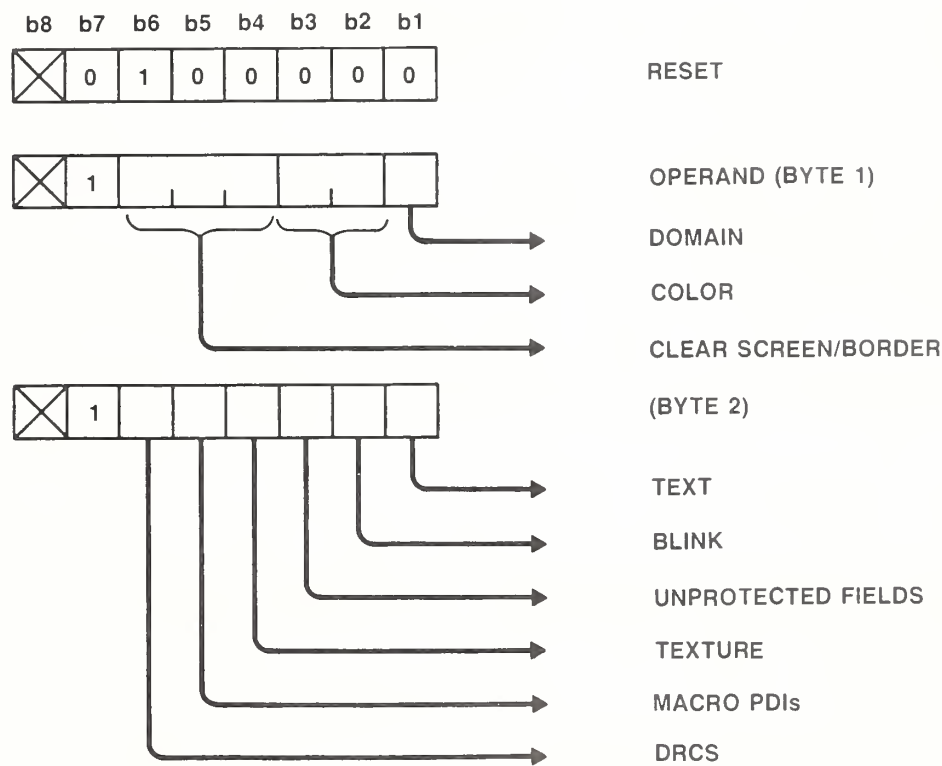 b8 b7 b6 b5 b4 b3 b2 b1
0 1 0 0 0 0 0 RESET
1 OPERAND (BYTE 1)
DOMAIN
COLOR
CLEAR SCREEN/BORDER
1 (BYTE 2)
TEXT
BLINK
UNPROTECTED FIELDS
TEXTURE
MACRO PDIs
DRCS